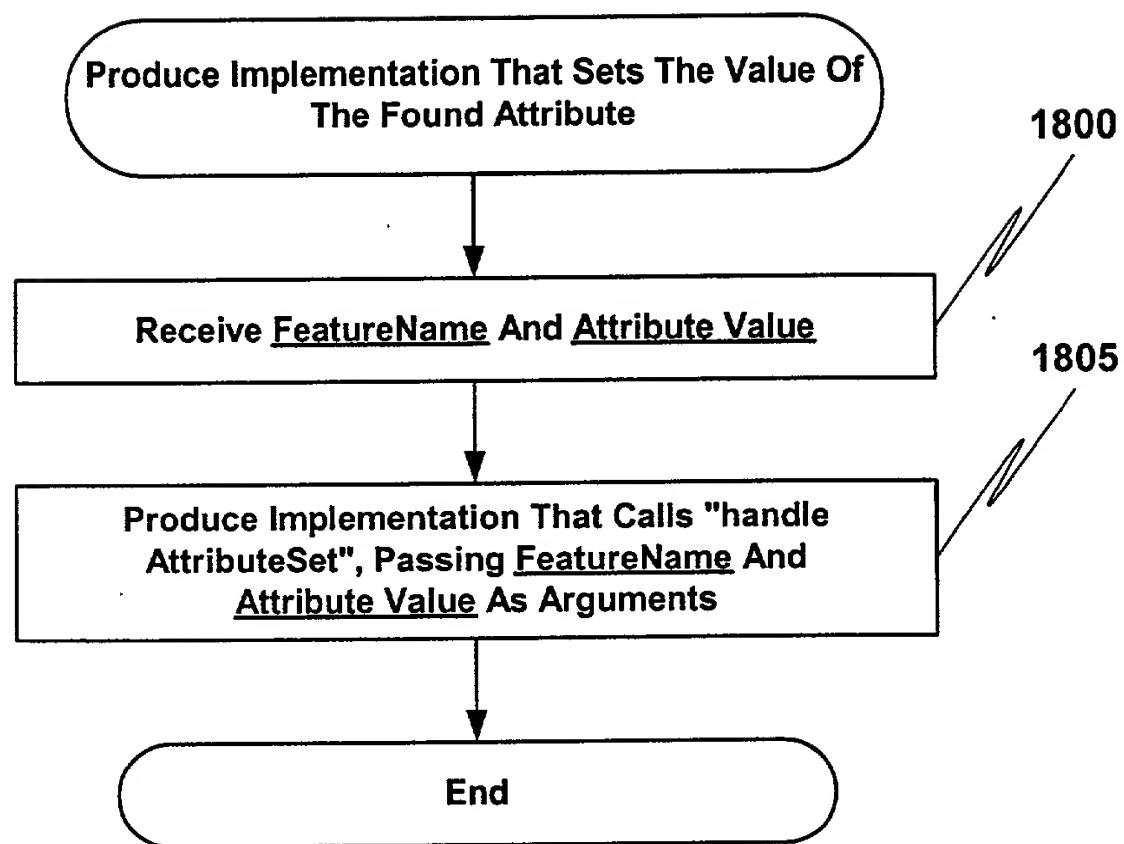 Produce Implementation That Sets The Value Of
The Found Attribute
1800
Receive FeatureName And Attribute Value
1805
Produce Implementation That Calls "handle
AttributeSet", Passing FeatureName And
Attribute Value As Arguments
End